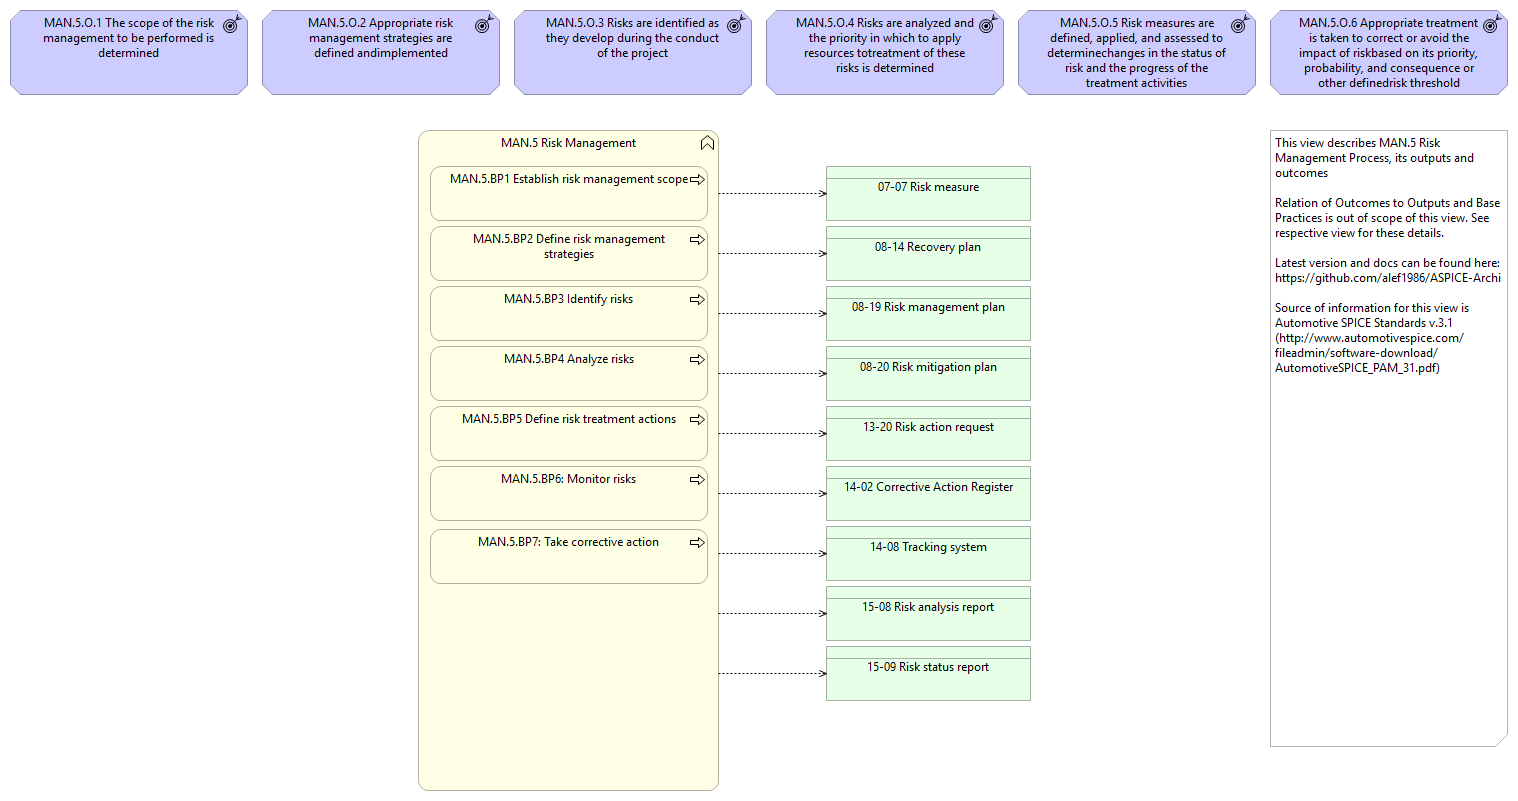 MAN.5.O.1 The scope of the risk
management to be performed is
determined
MAN.5.O.2 Appropriate risk
management strategies are
defined andimplemented
MAN.5.O.3 Risks are identified as
they develop during the conduct
of the project
MAN.5.O.4 Risks are analyzed and
the priority in which to apply
resources totreatment of these
risks is determined
MAN.5.O.5 Risk measures are
defined, applied, and assessed to
determinechanges in the status of
risk and the progress of the
treatment activities
MAN.5.O.6 Appropriate treatment
is taken to correct or avoid the
impact of riskbased on its priority,
probability, and consequence or
other definedrisk threshold
MAN.5 Risk Management
MAN.5.BP1 Establish risk management scope
MAN.5.BP2 Define risk management
strategies
MAN.5.BP3 Identify risks
MAN.5.BP4 Analyze risks
MAN.5.BP5 Define risk treatment actions
MAN.5.BP6: Monitor risks
MAN.5.BP7: Take corrective action
07-07 Risk measure
08-14 Recovery plan
08-19 Risk management plan
08-20 Risk mitigation plan
13-20 Risk action request
14-02 Corrective Action Register
14-08 Tracking system
15-08 Risk analysis report
15-09 Risk status report
This view describes MAN.5 Risk
Management Process, its outputs and
outcomes
Relation of Outcomes to Outputs and Base
Practices is out of scope of this view. See
respective view for these details.
Latest version and docs can be found here:
https://github.com/alef1986/ASPICE-Archi
Source of information for this view is
Automotive SPICE Standards v.3.1
(http://www.automotivespice.com/
fileadmin/software-download/
AutomotiveSPICE_PAM_31.pdf)